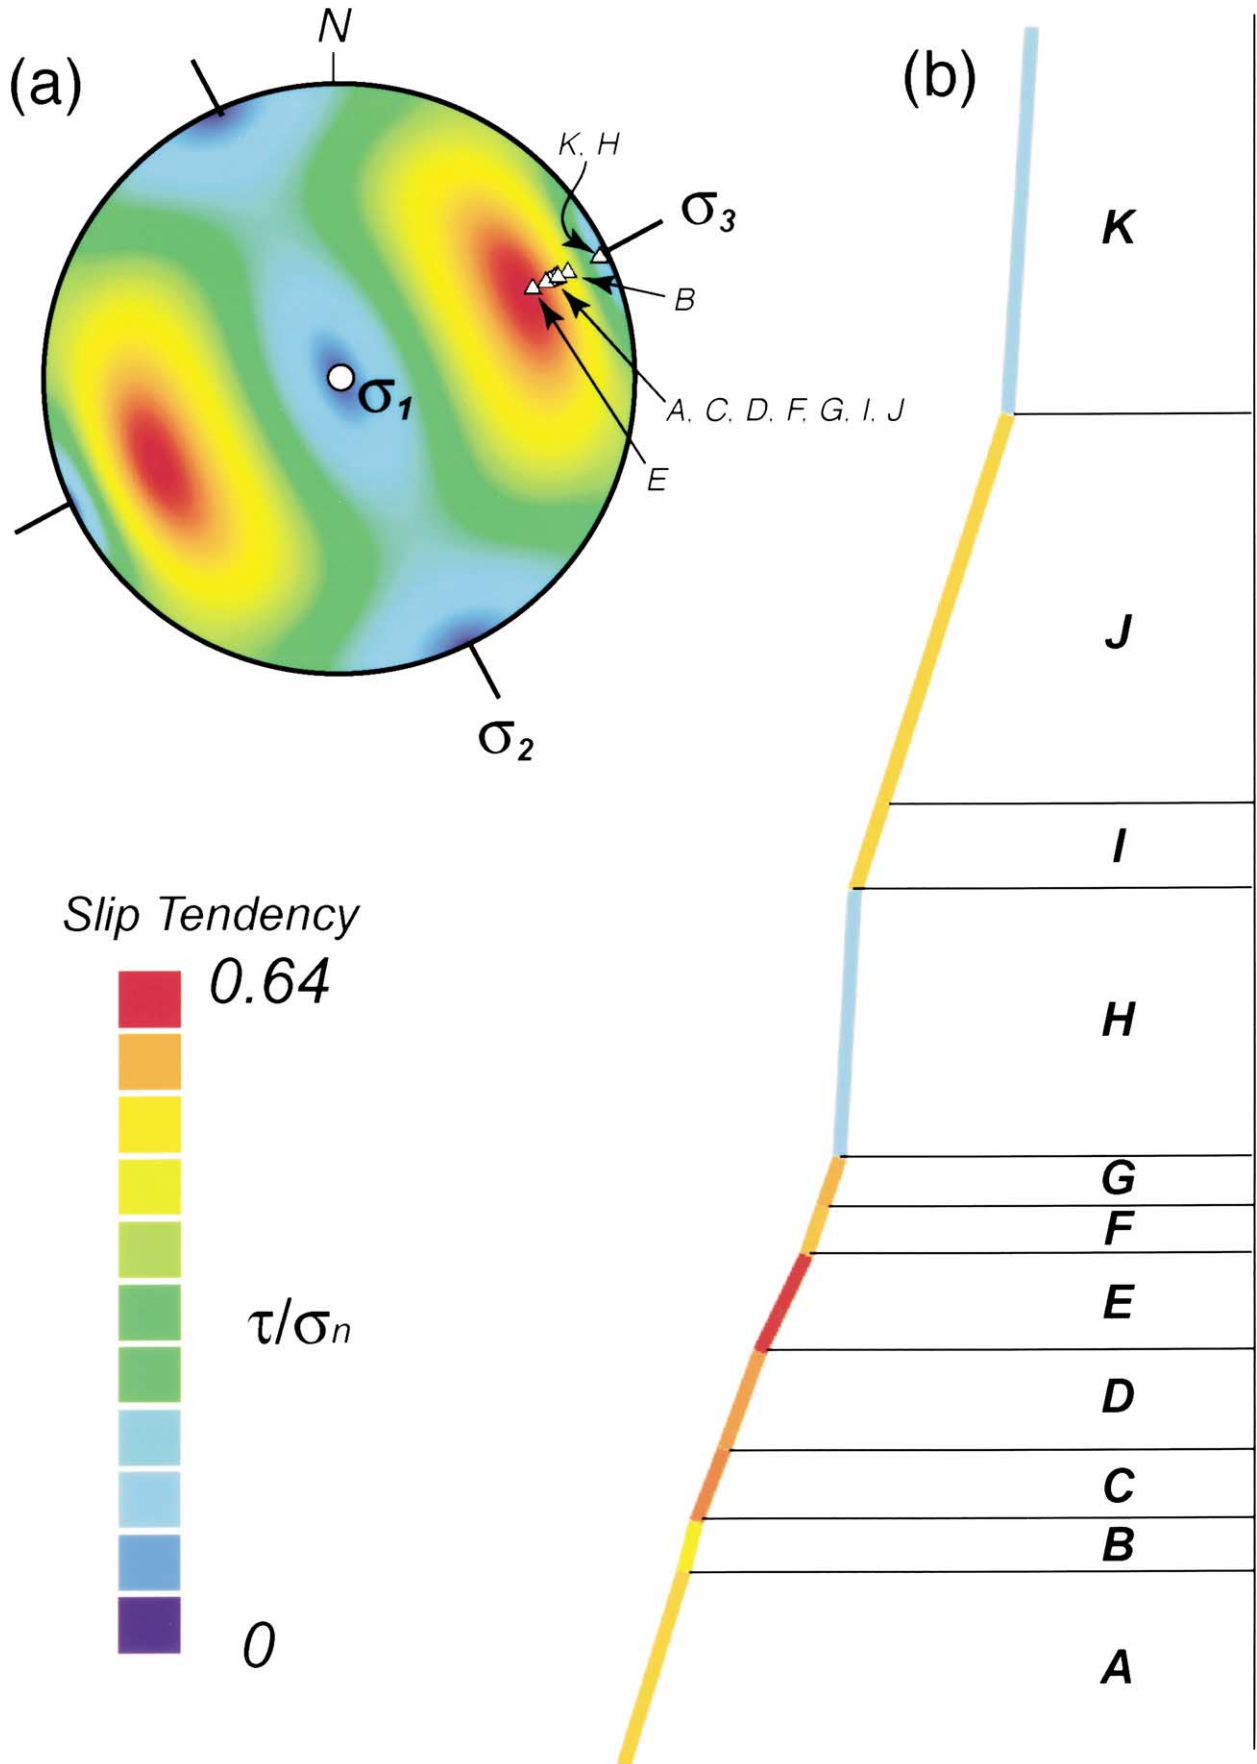 (a)
N
(b)
K, H
σ3
B
A, C, D, F, G, I, J
E
σ1
σ2
K
J
I
H
G
F
E
D
C
B
A
Slip Tendency
0.64
τ/σn
0